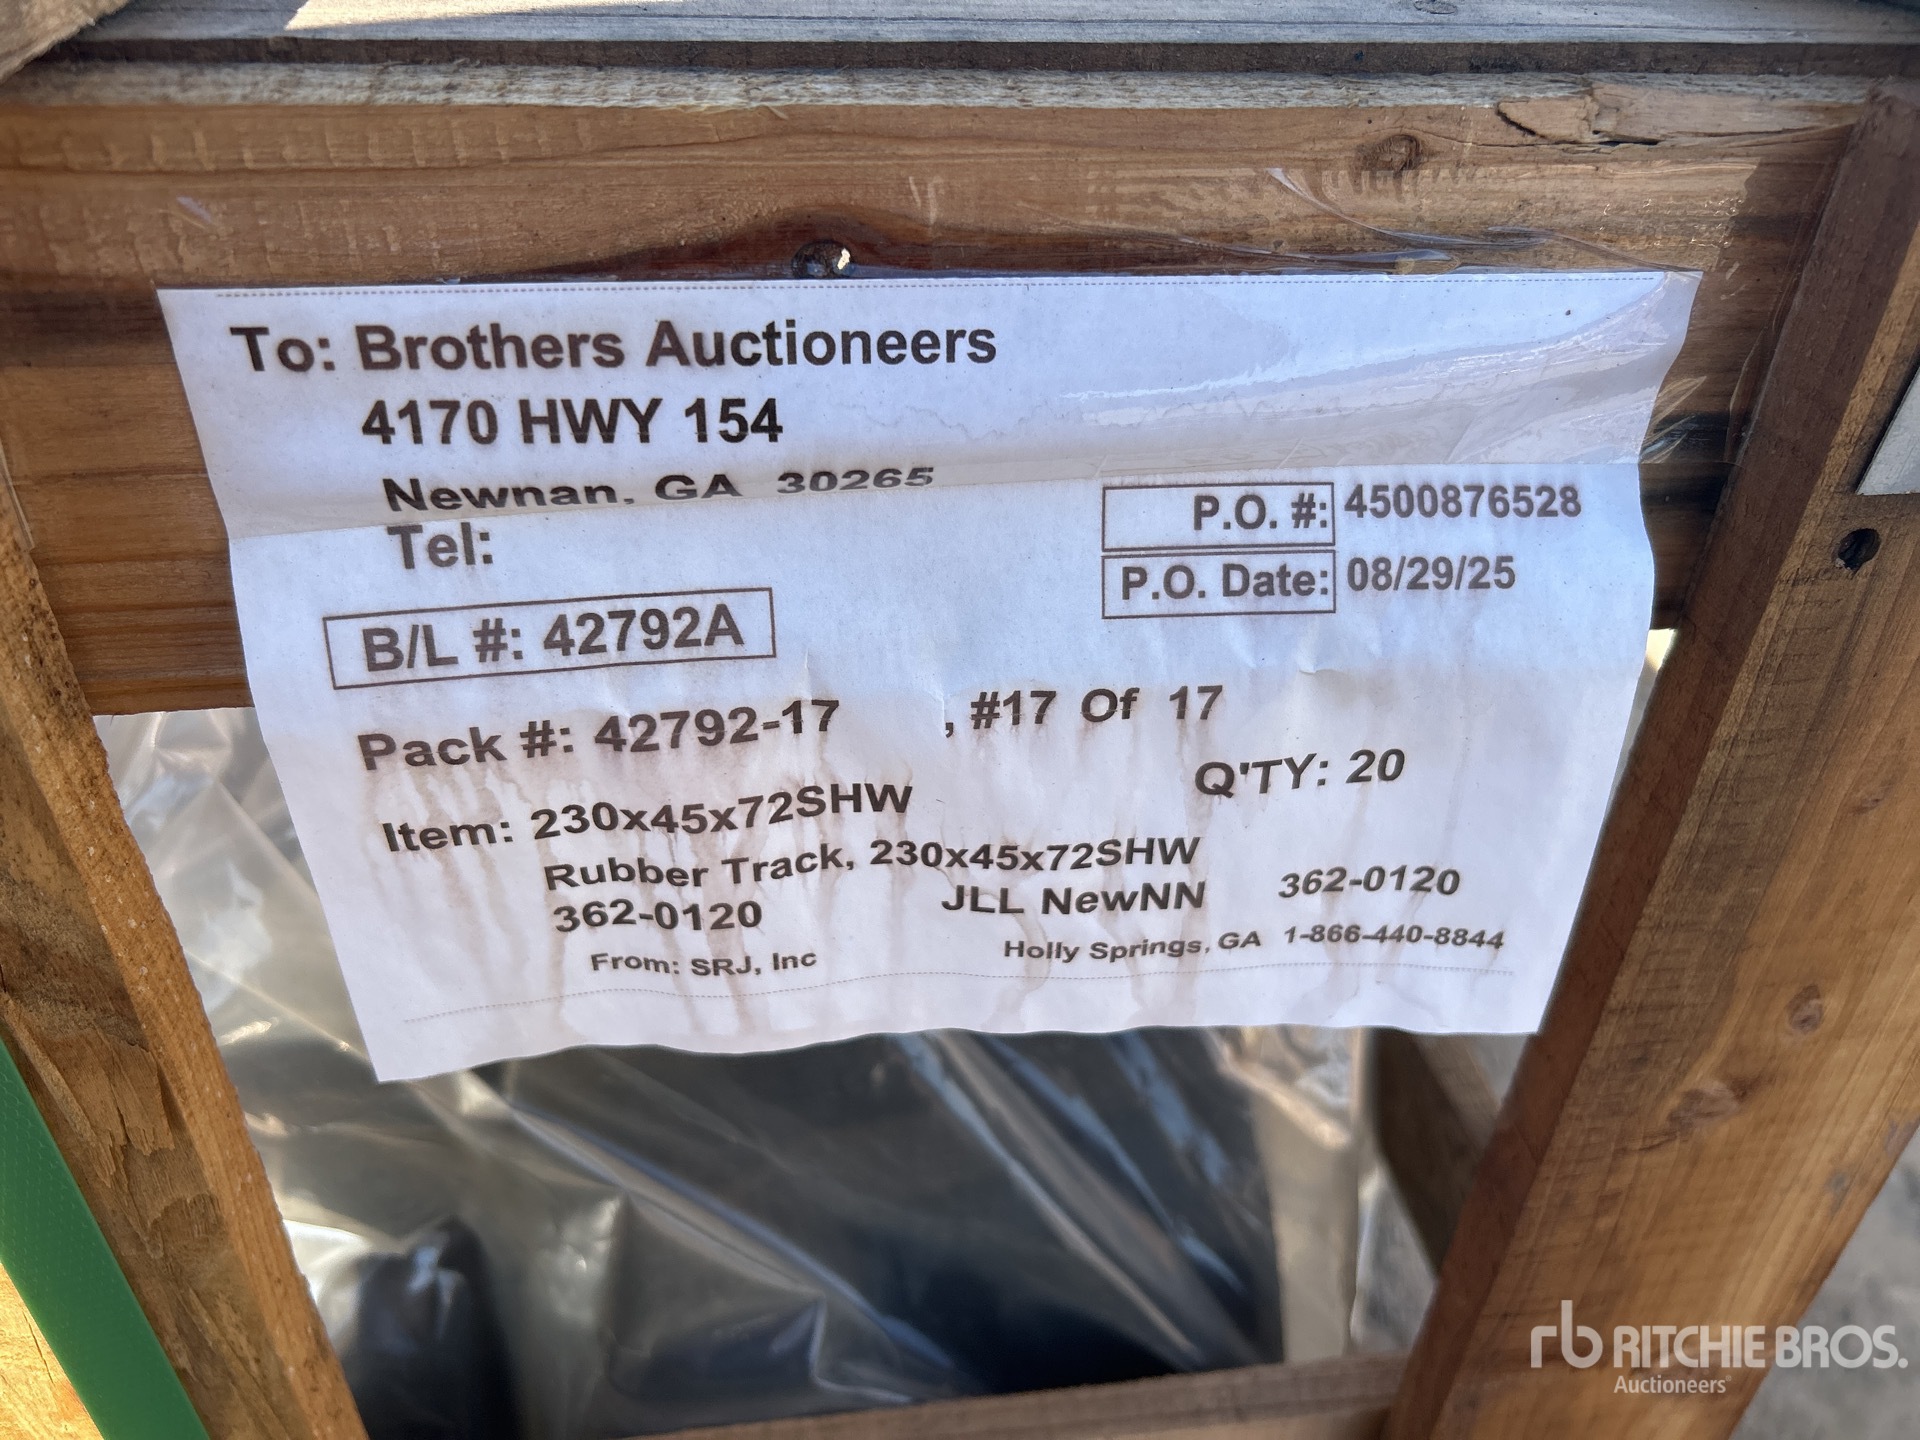 To: Brothers Auctioneers
4170 HWY 154
Newnan, GA 30265
Tel:
P.O. #: 4500876528
P.O. Date: 08/29/25
B/L #: 42792A
Pack #: 42792-17 , #17 Of 17
Q'TY: 20
Item: 230x45x72SHW
Rubber Track, 230x45x72SHW
362-0120 JLL NewNN 362-0120
From: SRJ, Inc Holly Springs, GA 1-866-440-8844
rb RITCHIE BROS.
Auctioneers